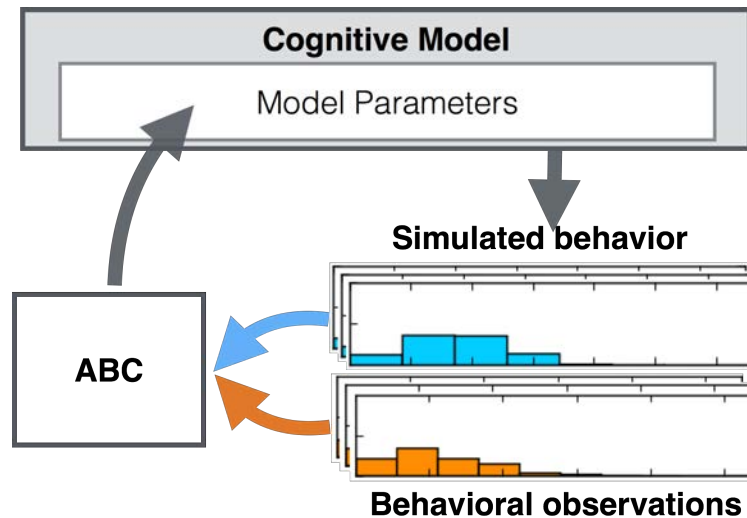 Cognitive Model
Model Parameters
Simulated behavior
ABC
Behavioral observations